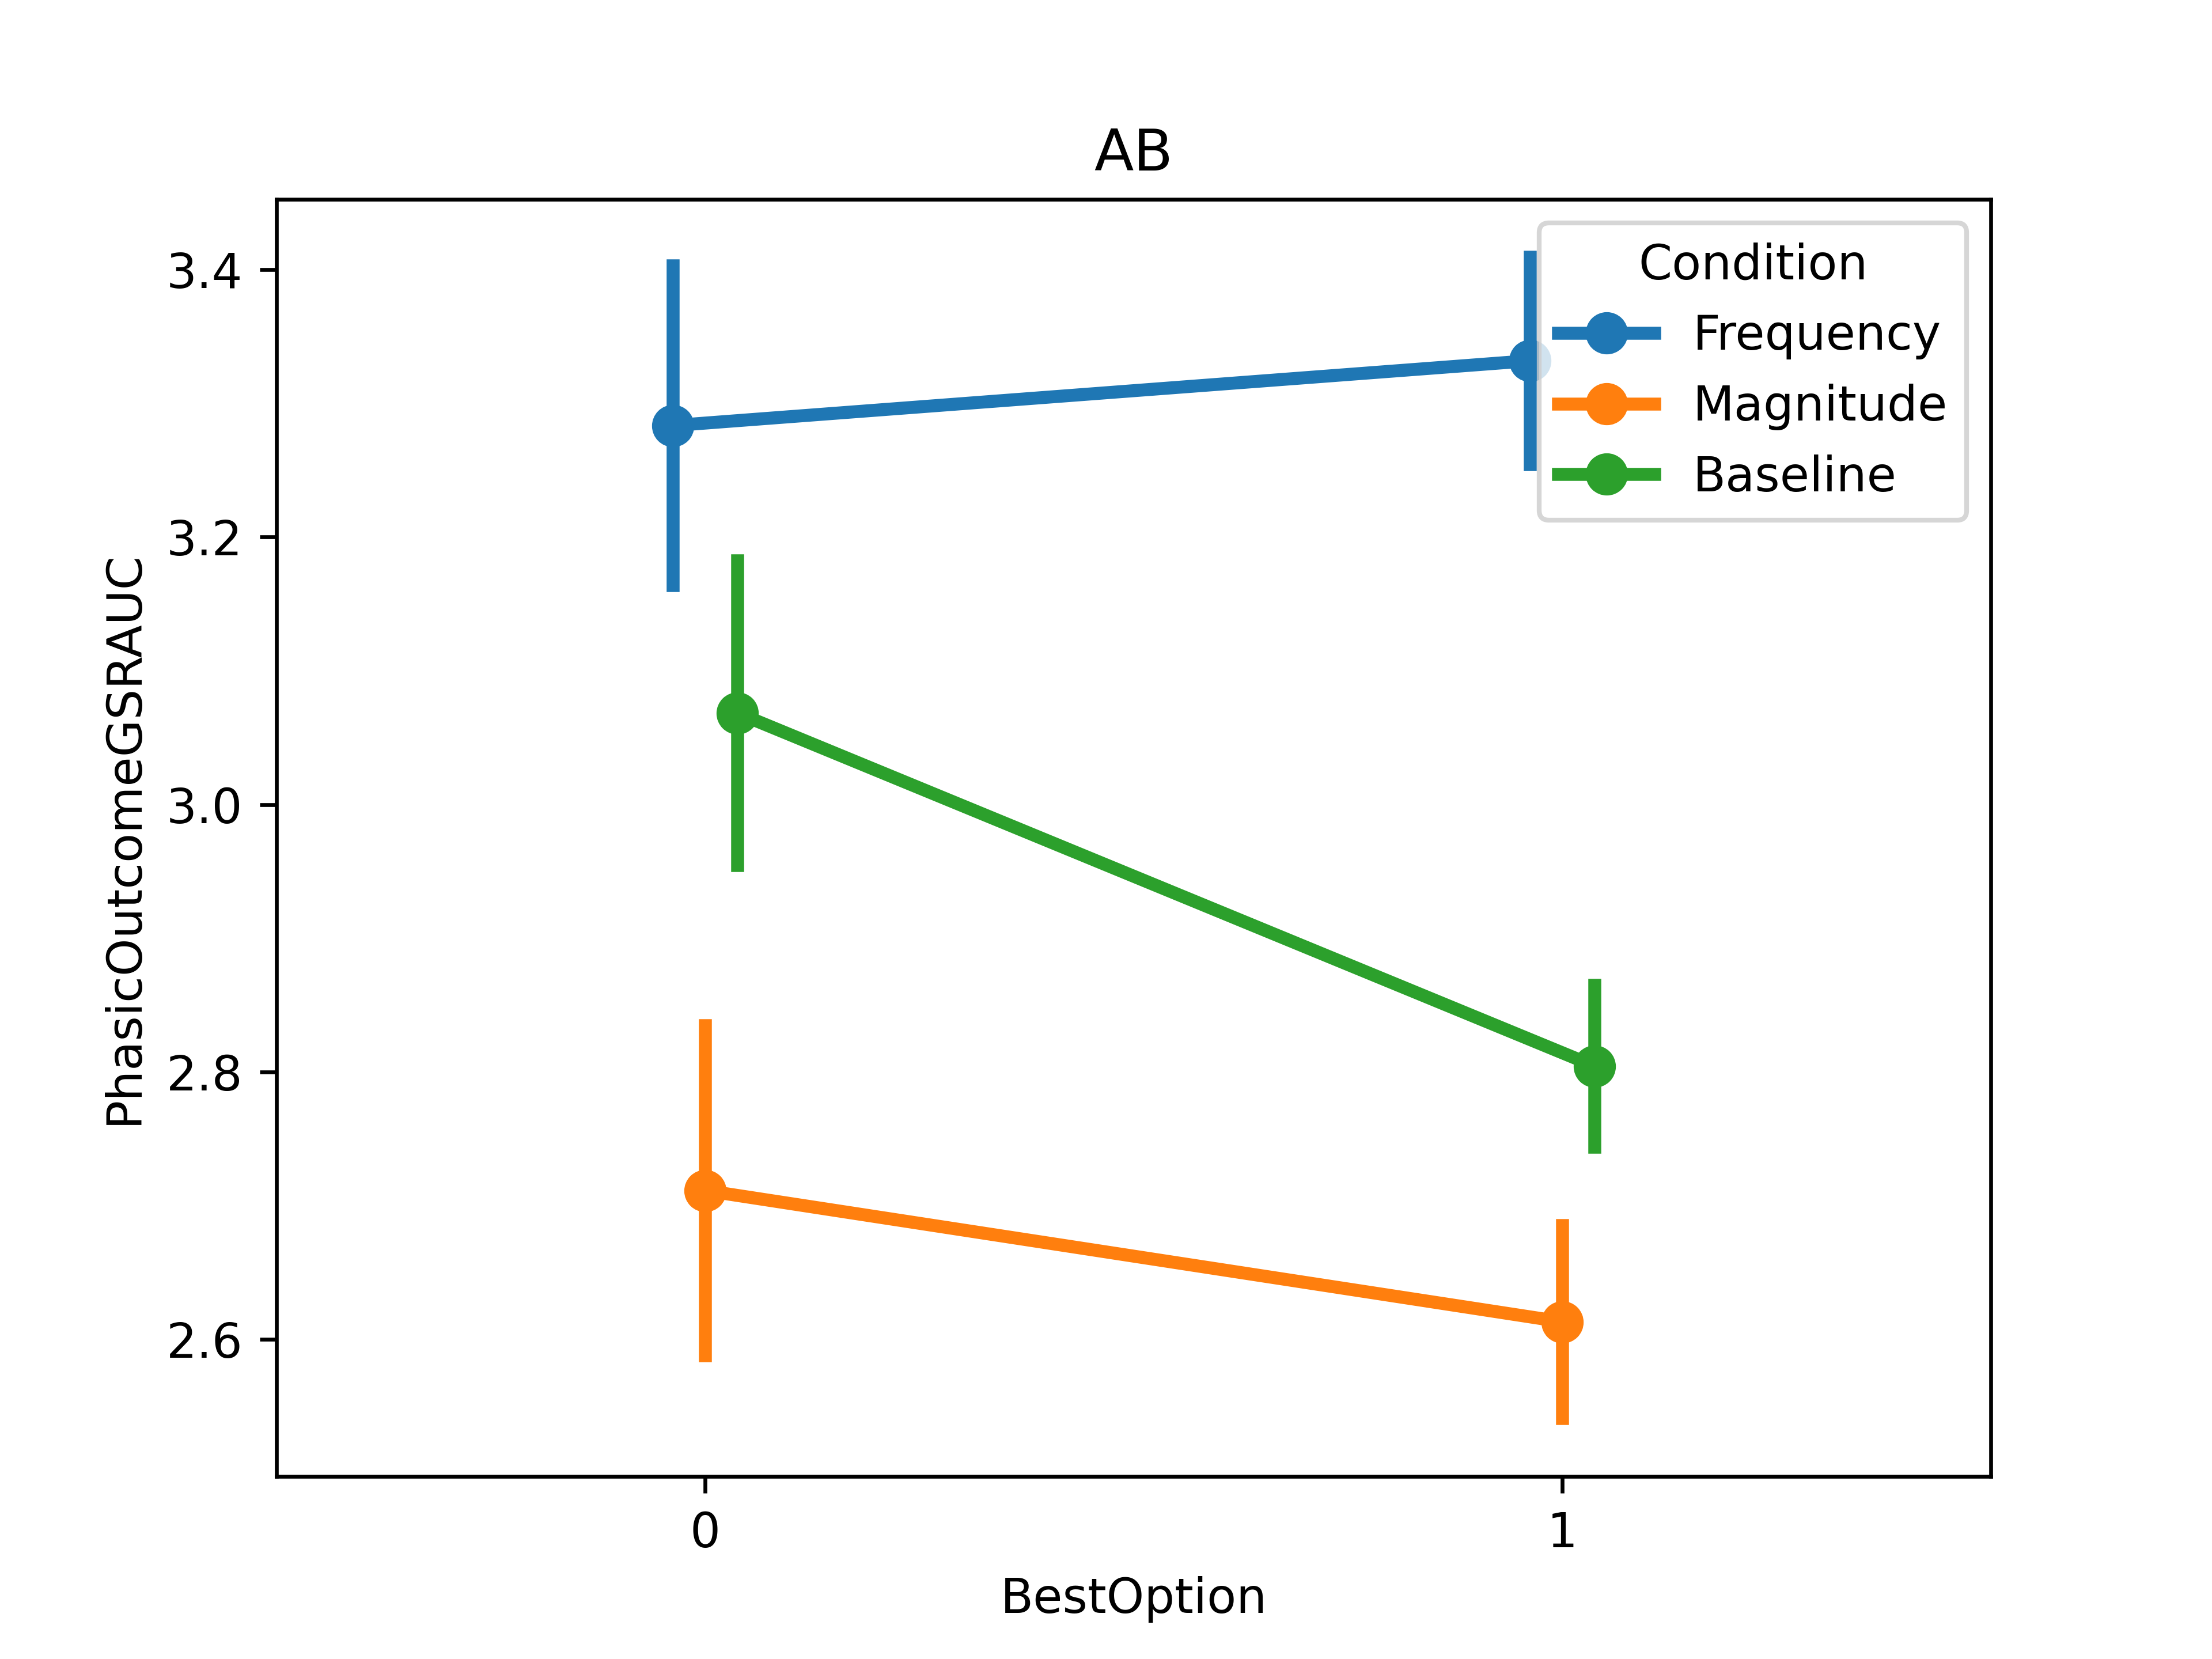 AB
Condition
Frequency
Magnitude
Baseline
3.4
3.2
3.0
2.8
2.6
PhasicOutcomeGSRAUC
0
1
BestOption